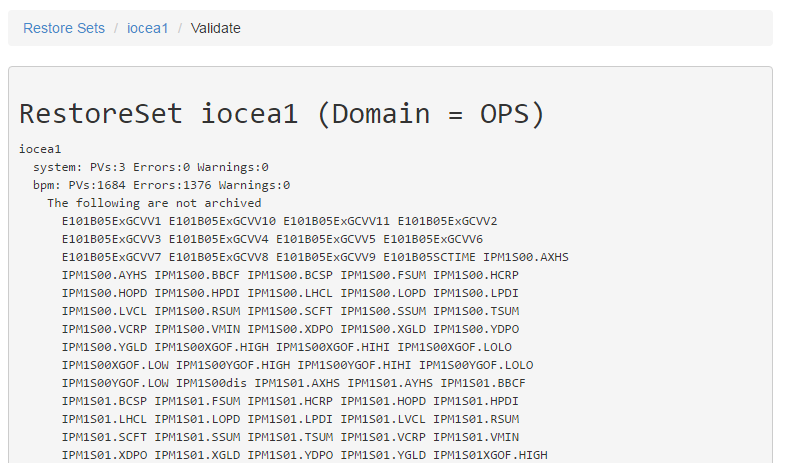 Restore Sets / iocea1 / Validate
RestoreSet iocea1 (Domain = OPS)
iocea1
system: PVs:3 Errors:0 Warnings:0
bpm: PVs:1684 Errors:1376 Warnings:0
The following are not archived
E101B05ExGCVV1 E101B05ExGCVV10 E101B05ExGCVV11 E101B05ExGCVV2
E101B05ExGCVV3 E101B05ExGCVV4 E101B05ExGCVV5 E101B05ExGCVV6
E101B05ExGCVV7 E101B05ExGCVV8 E101B05ExGCVV9 E101B05SCTIME IPM1S00.AXHS
IPM1S00.AYHS IPM1S00.BBCF IPM1S00.BCSP IPM1S00.FSUM IPM1S00.HCRP
IPM1S00.HOPD IPM1S00.HPDI IPM1S00.LHCL IPM1S00.LOPD IPM1S00.LPDI
IPM1S00.LVCL IPM1S00.RSUM IPM1S00.SCFT IPM1S00.SSUM IPM1S00.TSUM
IPM1S00.VCRP IPM1S00.VMIN IPM1S00.XDPO IPM1S00.XGLD IPM1S00.YDPO
IPM1S00.YGLD IPM1S00XGOF.HIGH IPM1S00XGOF.HIHI IPM1S00XGOF.LOLO
IPM1S00XGOF.LOW IPM1S00YGOF.HIGH IPM1S00YGOF.HIHI IPM1S00YGOF.LOLO
IPM1S00YGOF.LOW IPM1S00dis IPM1S01.AXHS IPM1S01.AYHS IPM1S01.BBCF
IPM1S01.BCSP IPM1S01.FSUM IPM1S01.HCRP IPM1S01.HOPD IPM1S01.HPDI
IPM1S01.LHCL IPM1S01.LOPD IPM1S01.LPDI IPM1S01.LVCL IPM1S01.RSUM
IPM1S01.SCFT IPM1S01.SSUM IPM1S01.TSUM IPM1S01.VCRP IPM1S01.VMIN
IPM1S01.XDPO IPM1S01.XGLD IPM1S01.YDPO IPM1S01.YGLD IPM1S01XGOF.HIGH